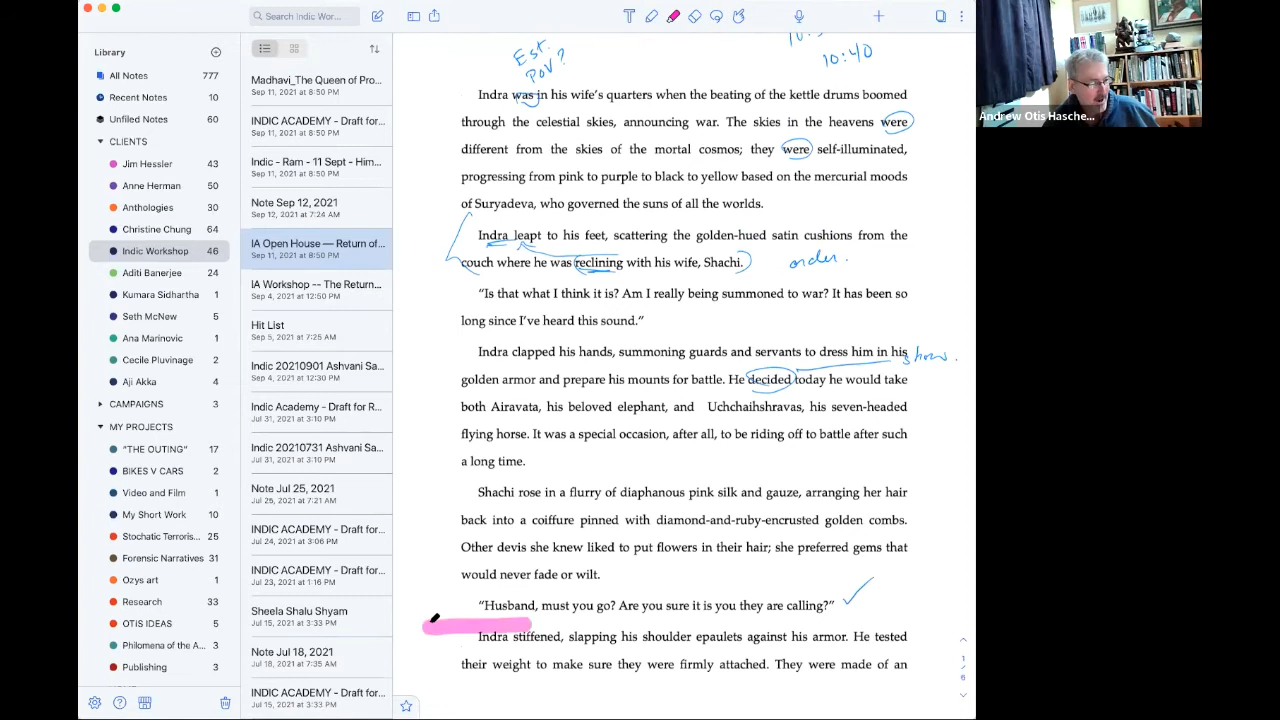 Search Indic Wor...
Library
All Notes 777
Recent Notes 10
Unfiled Notes 60
CLIENTS
Jim Hessler 43
Anne Herman 50
Anthologies 30
Christine Chung 64
Indic Workshop 46
Aditi Banerjee 24
Kumara Sidhartha 1
Seth McNew 5
Ana Marinovic 1
Cecile Pluvinage 2
Aji Akka 4
CAMPAIGNS 3
MY PROJECTS
"THE OUTING" 17
BIKES V CARS 2
Video and Film 1
My Short Work 10
Stochatic Terroris... 25
Forensic Narratives 31
Ozys art 1
Research 33
OTiS IDEAS 5
Philomena of the A... 3
Publishing 3
Madhavi_The Queen of Pro...
Sep 11, 2021 at 8:50 PM
INDIC ACADEMY - Draft for...
Sep 11, 2021 at 8:50 PM
Indic - Ram - 11 Sept - Him...
Sep 11, 2021 at 8:50 PM
Note Sep 12, 2021
Sep 12, 2021 at 7:24 AM
IA Open House — Return of...
Sep 11, 2021 at 8:50 PM
IA Workshop -- The Return...
Sep 4, 2021 at 12:50 PM
Hit List
Sep 5, 2021 at 7:25 AM
Indic 20210901 Ashvani Sa...
Sep 4, 2021 at 12:30 PM
Indic Academy - Draft for R...
Jul 31, 2021 at 3:10 PM
Indic 20210731 Ashvani Sa...
Jul 31, 2021 at 3:10 PM
Note Jul 25, 2021
Jul 25, 2021 at 7:21 AM
INDIC ACADEMY - Draft for...
Jul 24, 2021 at 3:06 PM
INDIC ACADEMY - Draft for...
Jul 23, 2021 at 1:16 PM
Sheela Shalu Shyam
Jul 15, 2021 at 3:33 PM
Note Jul 18, 2021
Jul 18, 2021 at 7:35 AM
INDIC ACADEMY - Draft for...
Jul 15, 2021 at 3:33 PM
Est.
POV?
10:40
Indra was in his wife's quarters when the beating of the kettle drums boomed
through the celestial skies, announcing war. The skies in the heavens were
different from the skies of the mortal cosmos; they were self-illuminated,
progressing from pink to purple to black to yellow based on the mercurial moods
of Suryadeva, who governed the suns of all the worlds.
Indra leapt to his feet, scattering the golden-hued satin cushions from the
couch where he was reclining with his wife, Shachi.
order.
"Is that what I think it is? Am I really being summoned to war? It has been so
long since I've heard this sound."
Indra clapped his hands, summoning guards and servants to dress him in his
show.
golden armor and prepare his mounts for battle. He decided today he would take
both Airavata, his beloved elephant, and Uchchaihshravas, his seven-headed
flying horse. It was a special occasion, after all, to be riding off to battle after such
a long time.
Shachi rose in a flurry of diaphanous pink silk and gauze, arranging her hair
back into a coiffure pinned with diamond-and-ruby-encrusted golden combs.
Other devis she knew liked to put flowers in their hair; she preferred gems that
would never fade or wilt.
"Husband, must you go? Are you sure it is you they are calling?"
Indra stiffened, slapping his shoulder epaulets against his armor. He tested
their weight to make sure they were firmly attached. They were made of an
1
/
6
Andrew Otis Hasche...